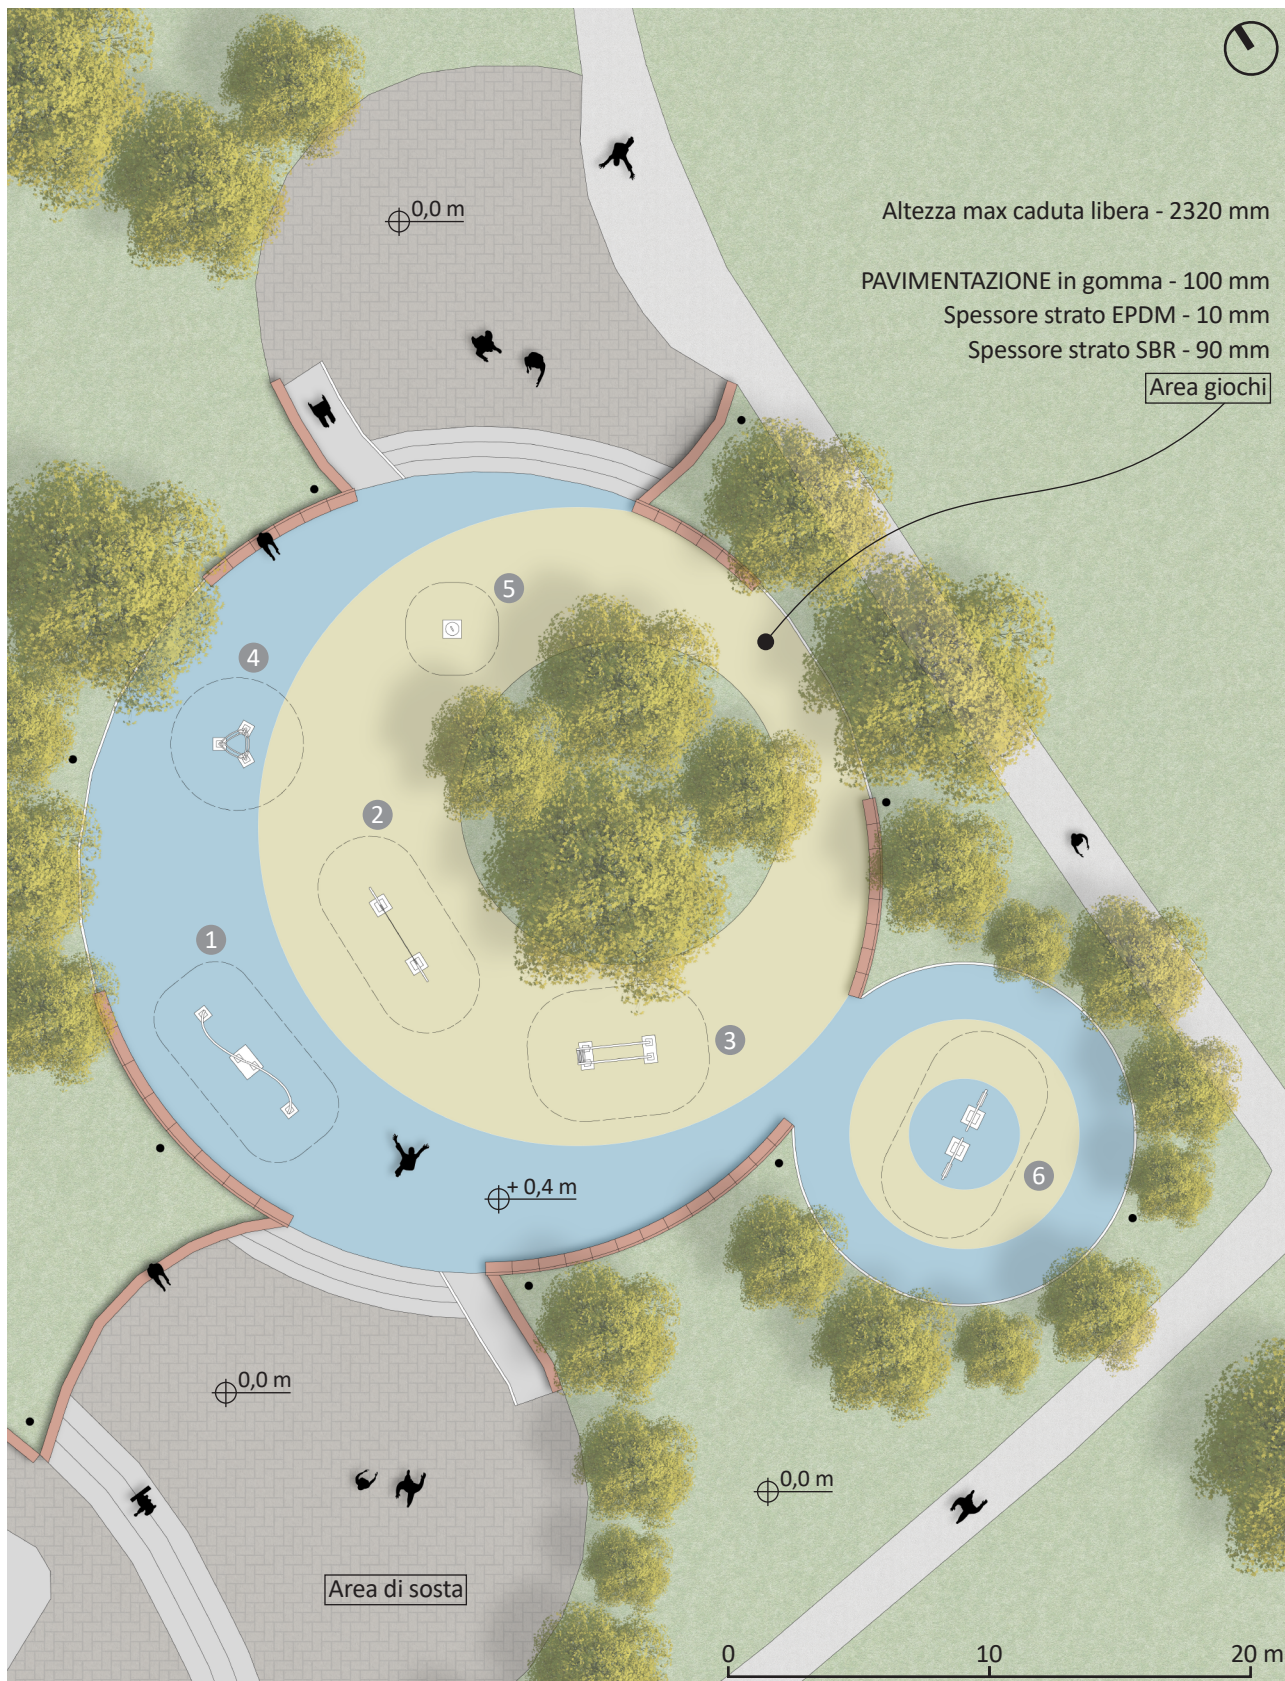 0,0 m
Altezza max caduta libera - 2320 mm
PAVIMENTAZIONE in gomma - 100 mm
Spessore strato EPDM - 10 mm
Spessore strato SBR - 90 mm
Area giochi
5
4
2
1
3
6
+ 0,4 m
0,0 m
0,0 m
Area di sosta
0 10 20 m